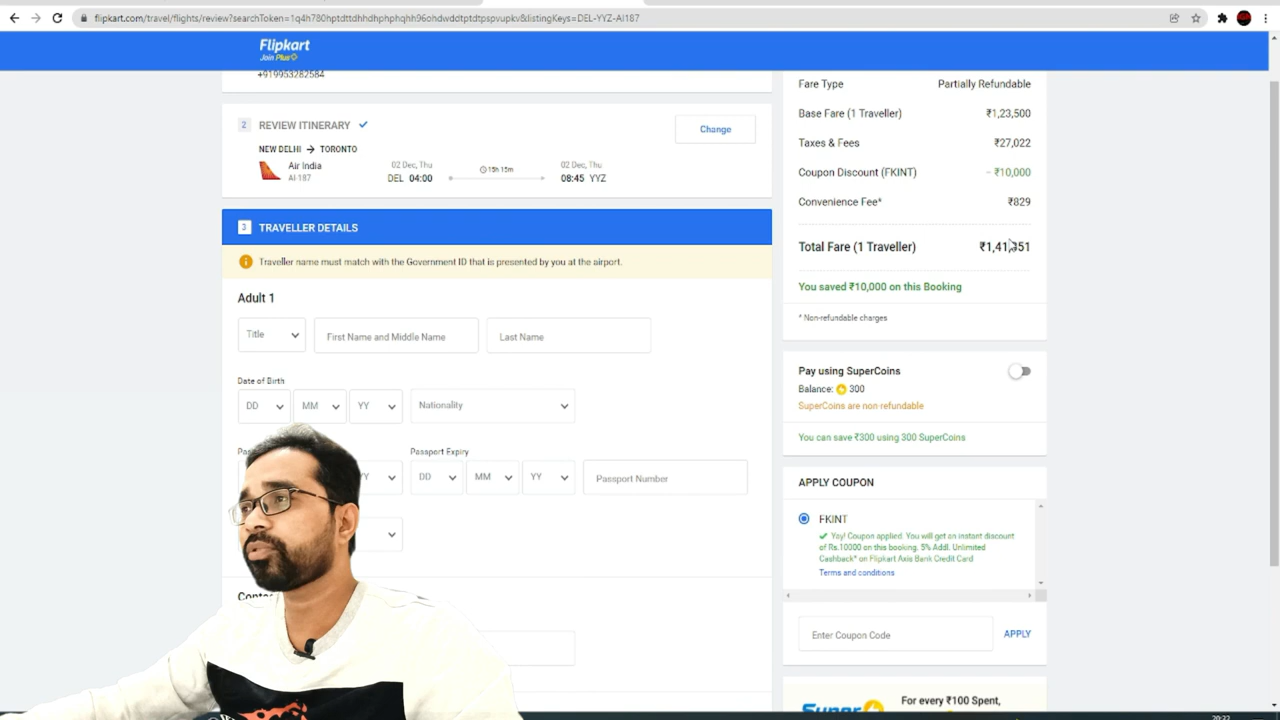 flipkart.com/travel/flights/review?searchToken=1q4h780hptdttdhhdhphphqhh96ohdwddtptdtpspvupkv&listingKeys=DEL-YYZ-AI187
Flipkart
Join Plus
+919953282584
2 REVIEW ITINERARY
Change
NEW DELHI → TORONTO
Air India
AI-187
02 Dec, Thu
DEL 04:00
15h 15m
02 Dec, Thu
08:45 YYZ
3 TRAVELLER DETAILS
Traveller name must match with the Government ID that is presented by you at the airport.
Adult 1
Title
First Name and Middle Name
Last Name
Date of Birth
DD
MM
YY
Nationality
Passport Expiry
YY
DD
MM
YY
Passport Number
Fare Type Partially Refundable
Base Fare (1 Traveller) ₹1,23,500
Taxes & Fees ₹27,022
Coupon Discount (FKINT) - ₹10,000
Convenience Fee* ₹829
Total Fare (1 Traveller) ₹1,41,351
You saved ₹10,000 on this Booking
* Non-refundable charges
Pay using SuperCoins
Balance: 300
SuperCoins are non-refundable
You can save ₹300 using 300 SuperCoins
APPLY COUPON
FKINT
Yay! Coupon applied. You will get an instant discount
of Rs.10000 on this booking. 5% Addl. Unlimited
Cashback* on Flipkart Axis Bank Credit Card
Terms and conditions
Enter Coupon Code
APPLY
Super
For every ₹100 Spent,